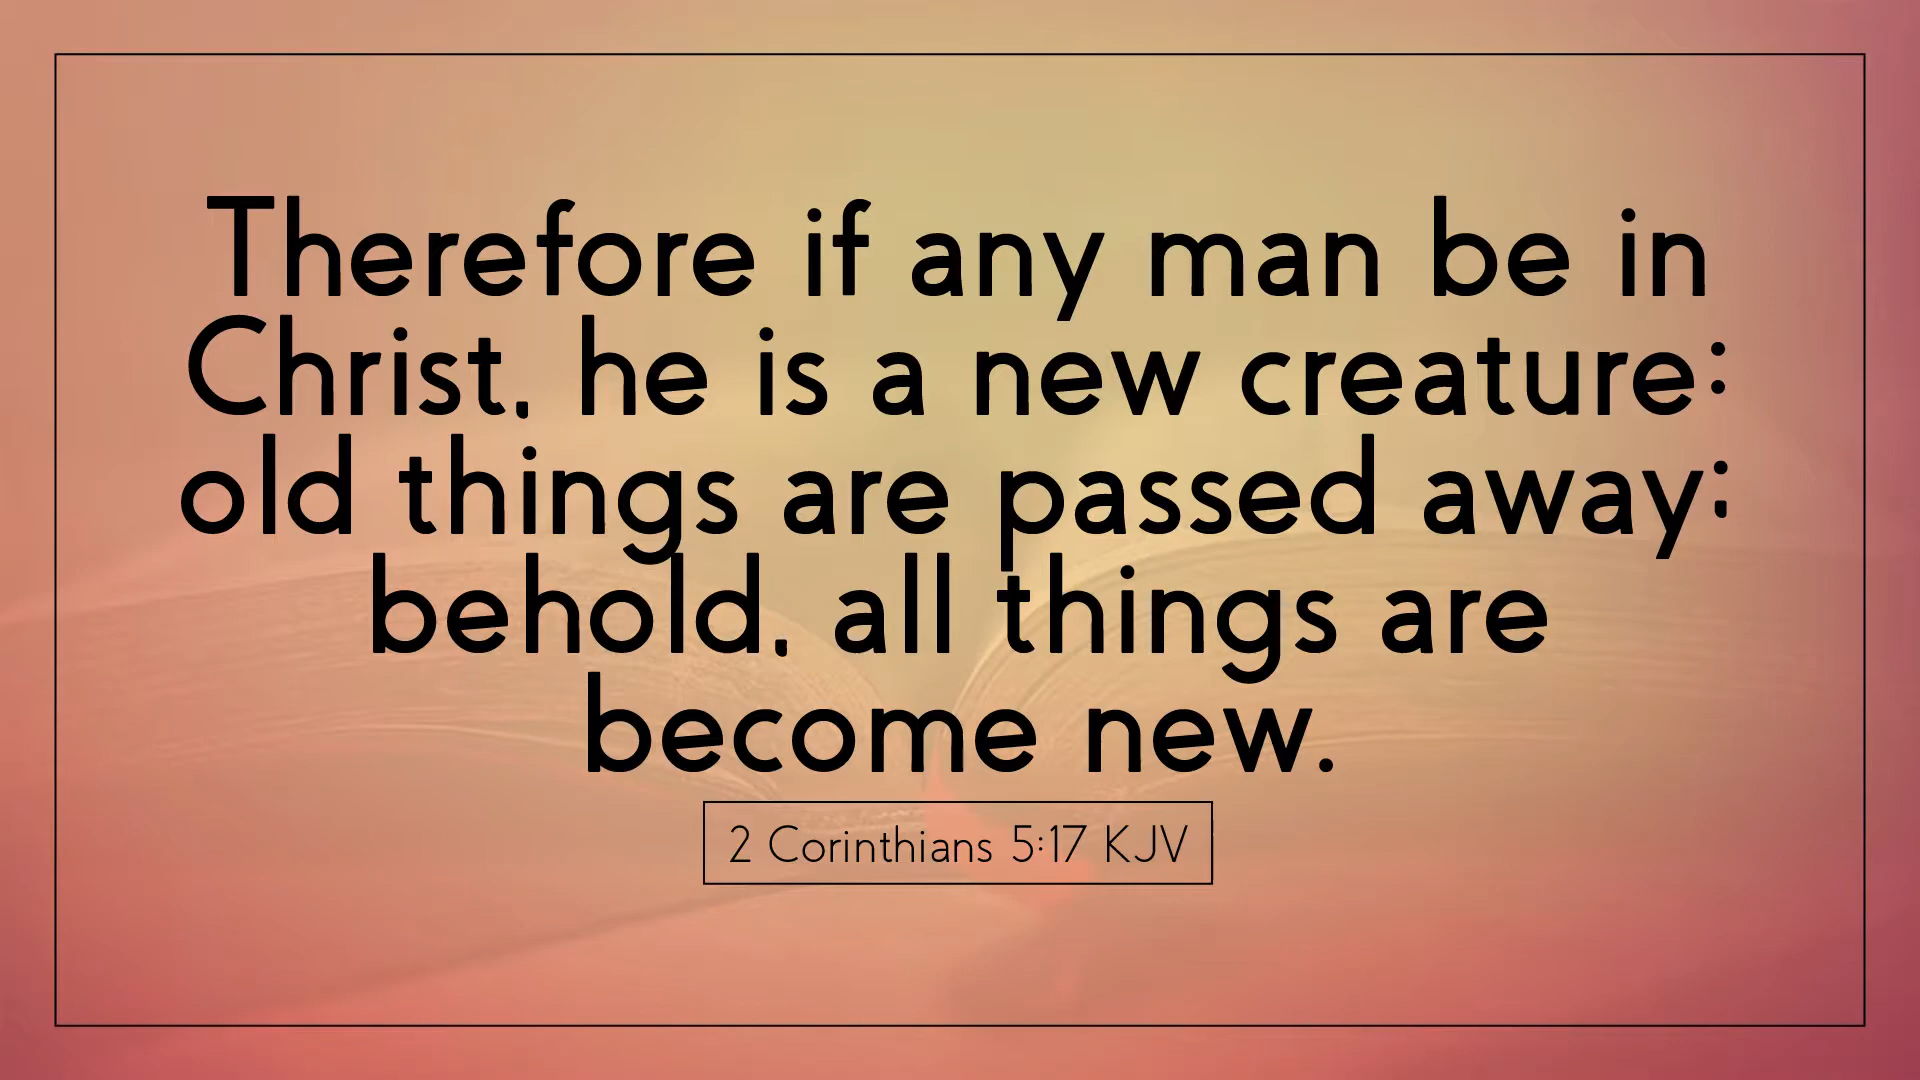 Therefore if any man be in
Christ, he is a new creature:
old things are passed away;
behold, all things are
become new.
2 Corinthians 5:17 KJV